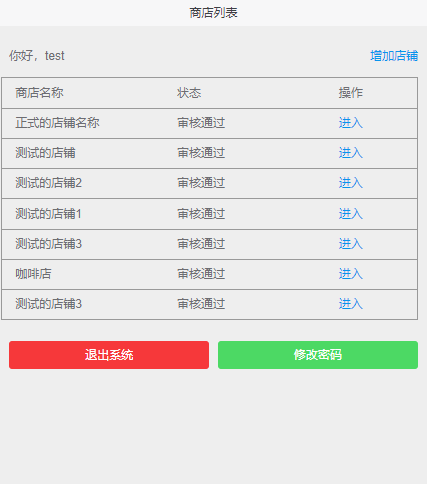 商店列表
你好，test 增加店铺
商店名称 状态 操作
正式的店铺名称 审核通过 进入
测试的店铺 审核通过 进入
测试的店铺2 审核通过 进入
测试的店铺1 审核通过 进入
测试的店铺3 审核通过 进入
咖啡店 审核通过 进入
测试的店铺3 审核通过 进入
退出系统 修改密码